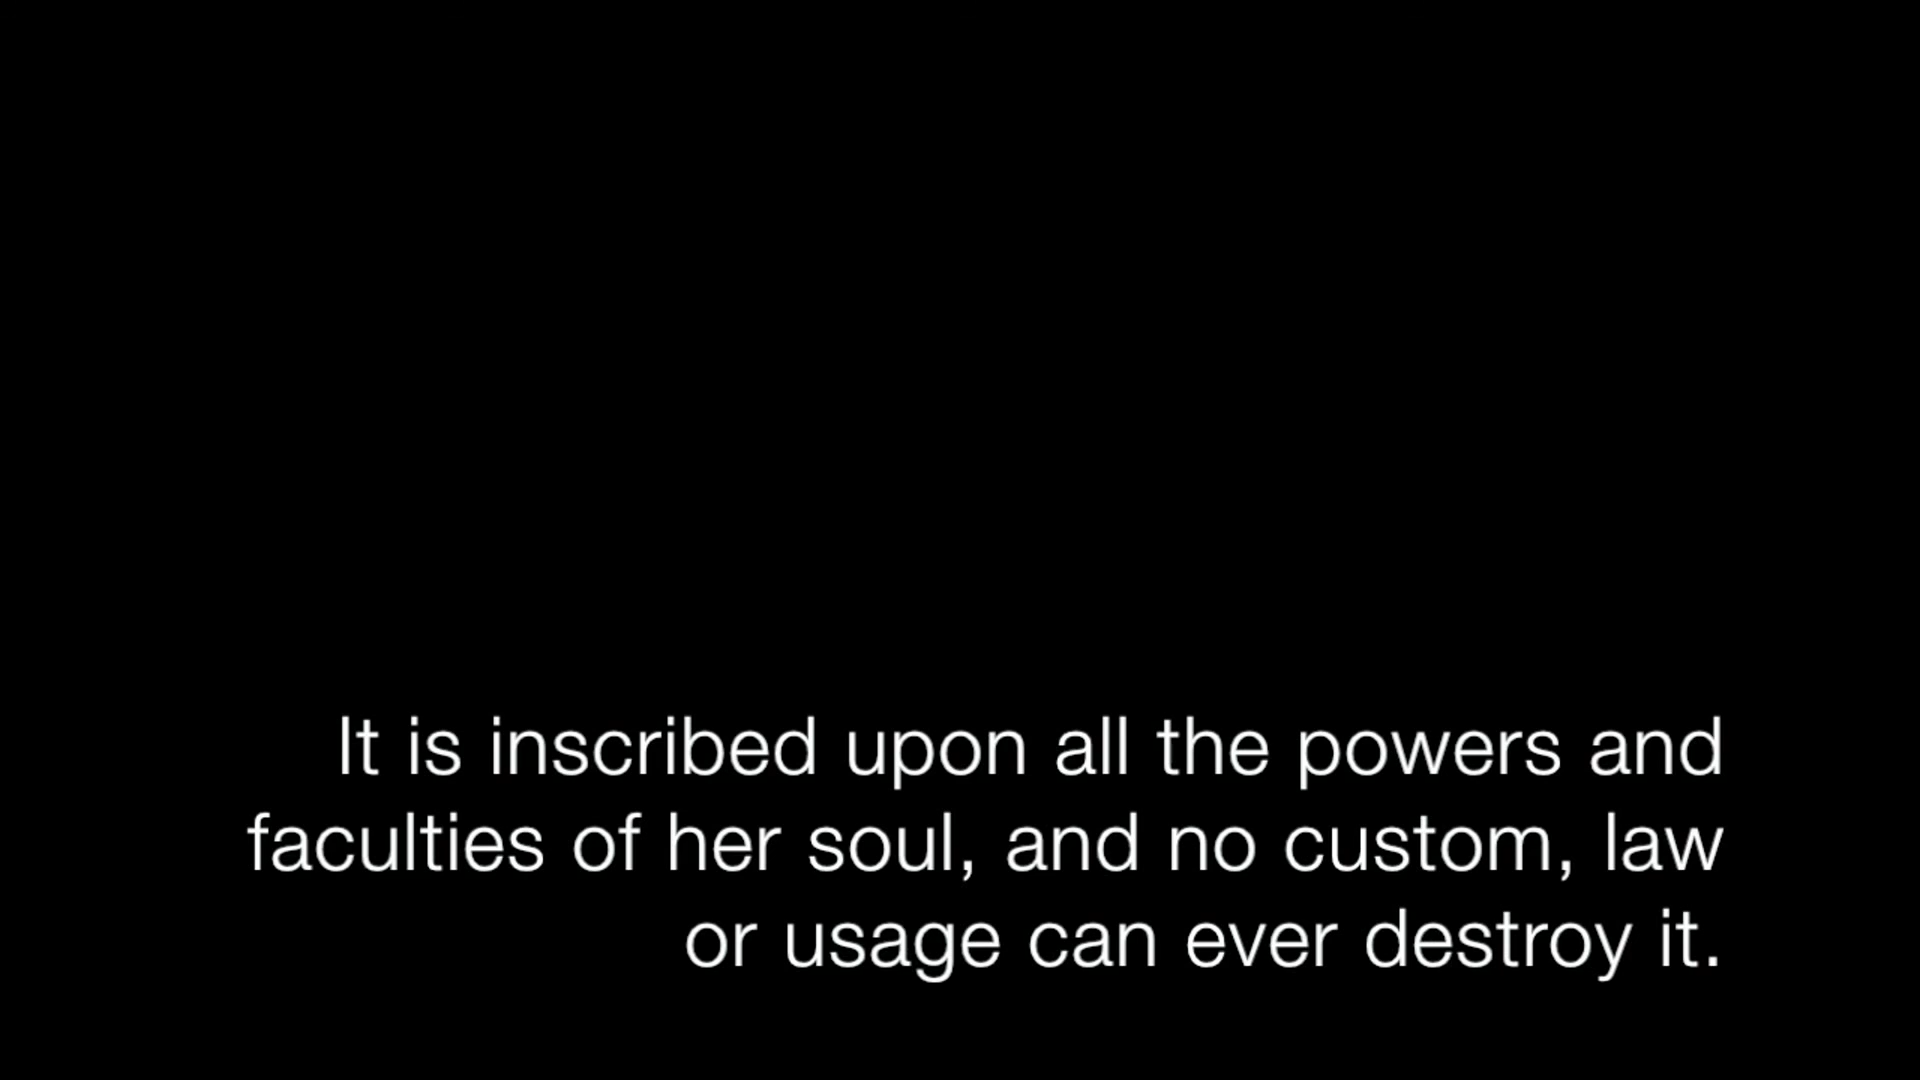 It is inscribed upon all the powers and
faculties of her soul, and no custom, law
or usage can ever destroy it.